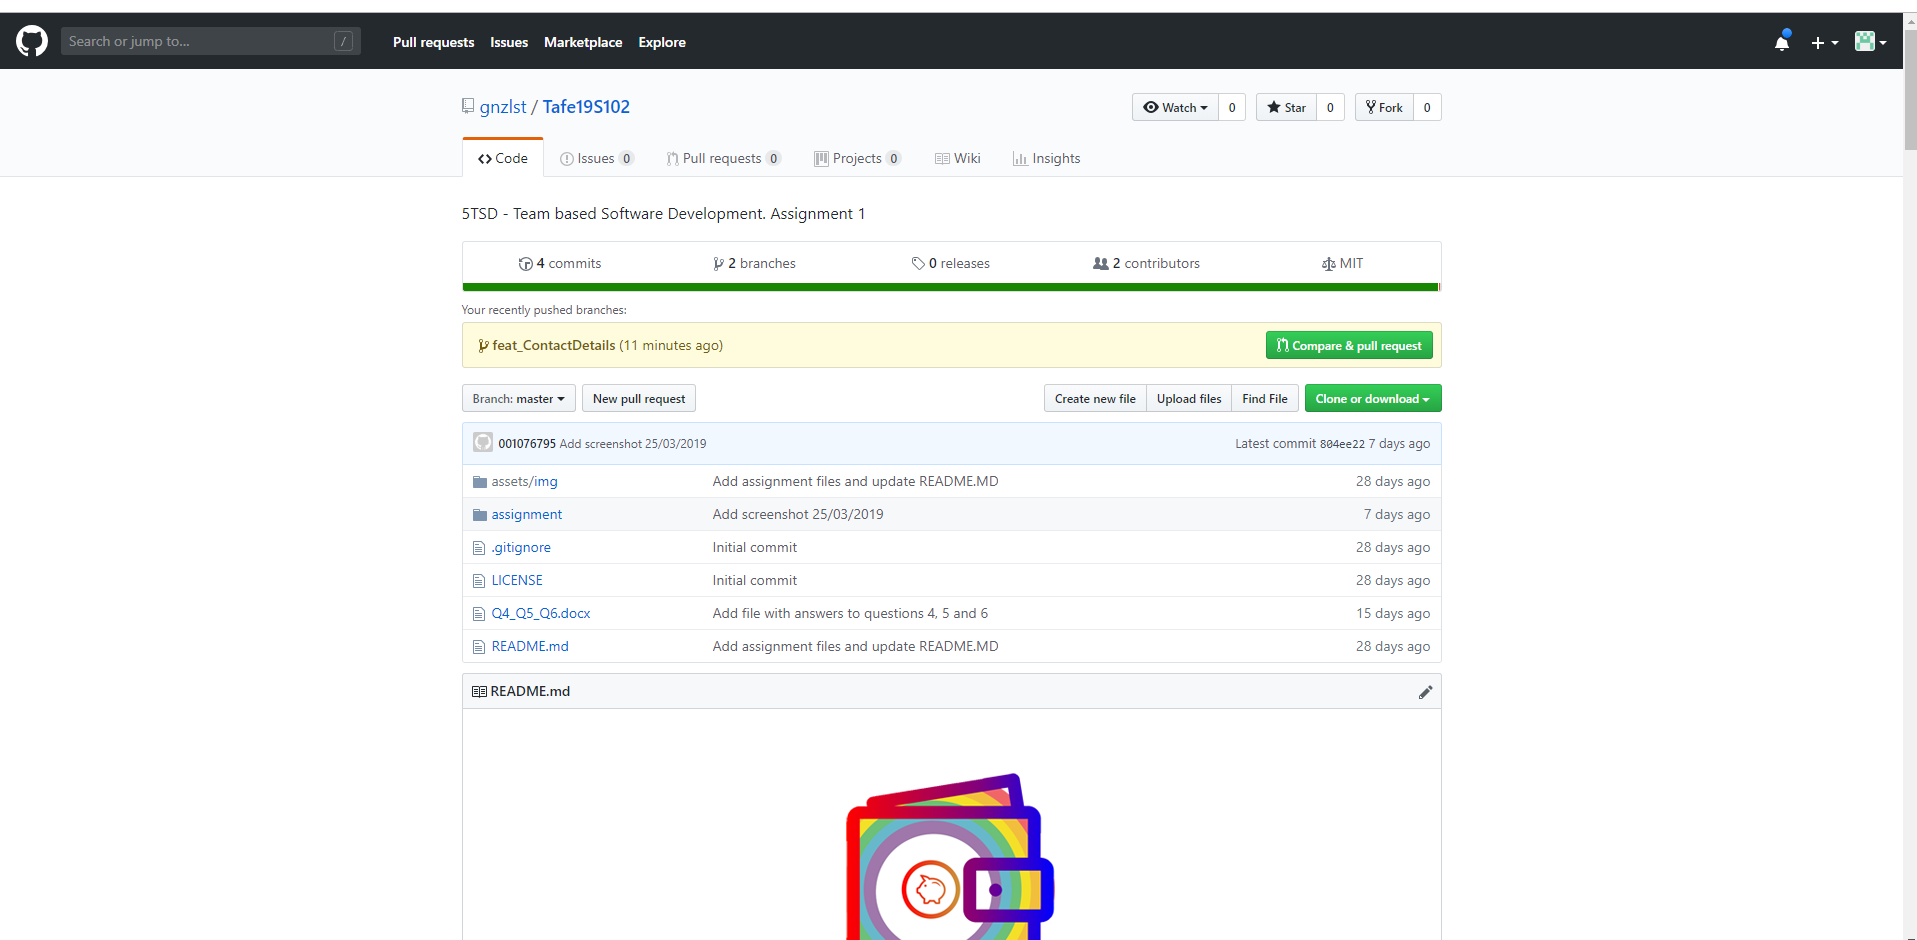 Search or jump to... /
Pull requests Issues Marketplace Explore
gnzlst / Tafe19S102
Watch 0 Star 0 Fork 0
Code Issues 0 Pull requests 0 Projects 0 Wiki Insights
5TSD - Team based Software Development. Assignment 1
4 commits 2 branches 0 releases 2 contributors MIT
Your recently pushed branches:
feat_ContactDetails (11 minutes ago) Compare & pull request
Branch: master New pull request Create new file Upload files Find File Clone or download
001076795 Add screenshot 25/03/2019 Latest commit 804ee22 7 days ago
assets/img Add assignment files and update README.MD 28 days ago
assignment Add screenshot 25/03/2019 7 days ago
.gitignore Initial commit 28 days ago
LICENSE Initial commit 28 days ago
Q4_Q5_Q6.docx Add file with answers to questions 4, 5 and 6 15 days ago
README.md Add assignment files and update README.MD 28 days ago
README.md